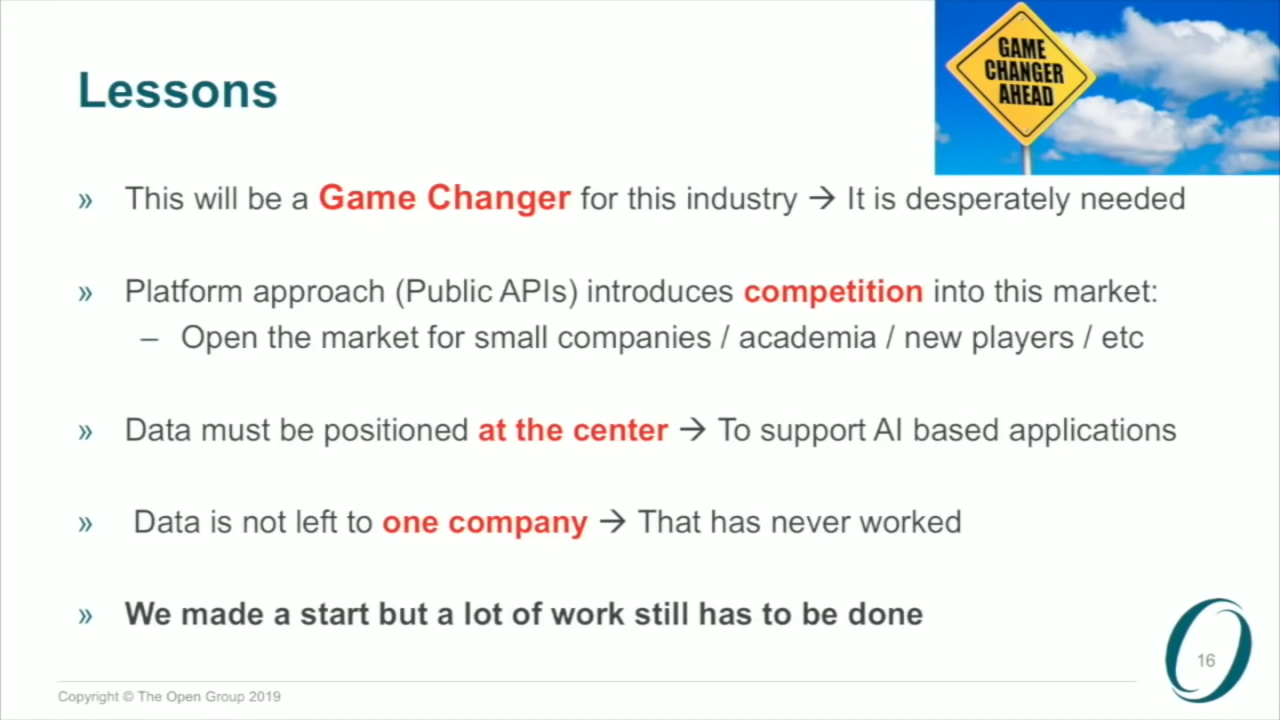 GAME
CHANGER
AHEAD
Lessons
» This will be a Game Changer for this industry → It is desperately needed
» Platform approach (Public APIs) introduces competition into this market:
– Open the market for small companies / academia / new players / etc
» Data must be positioned at the center → To support AI based applications
» Data is not left to one company → That has never worked
» We made a start but a lot of work still has to be done
16
Copyright © The Open Group 2019